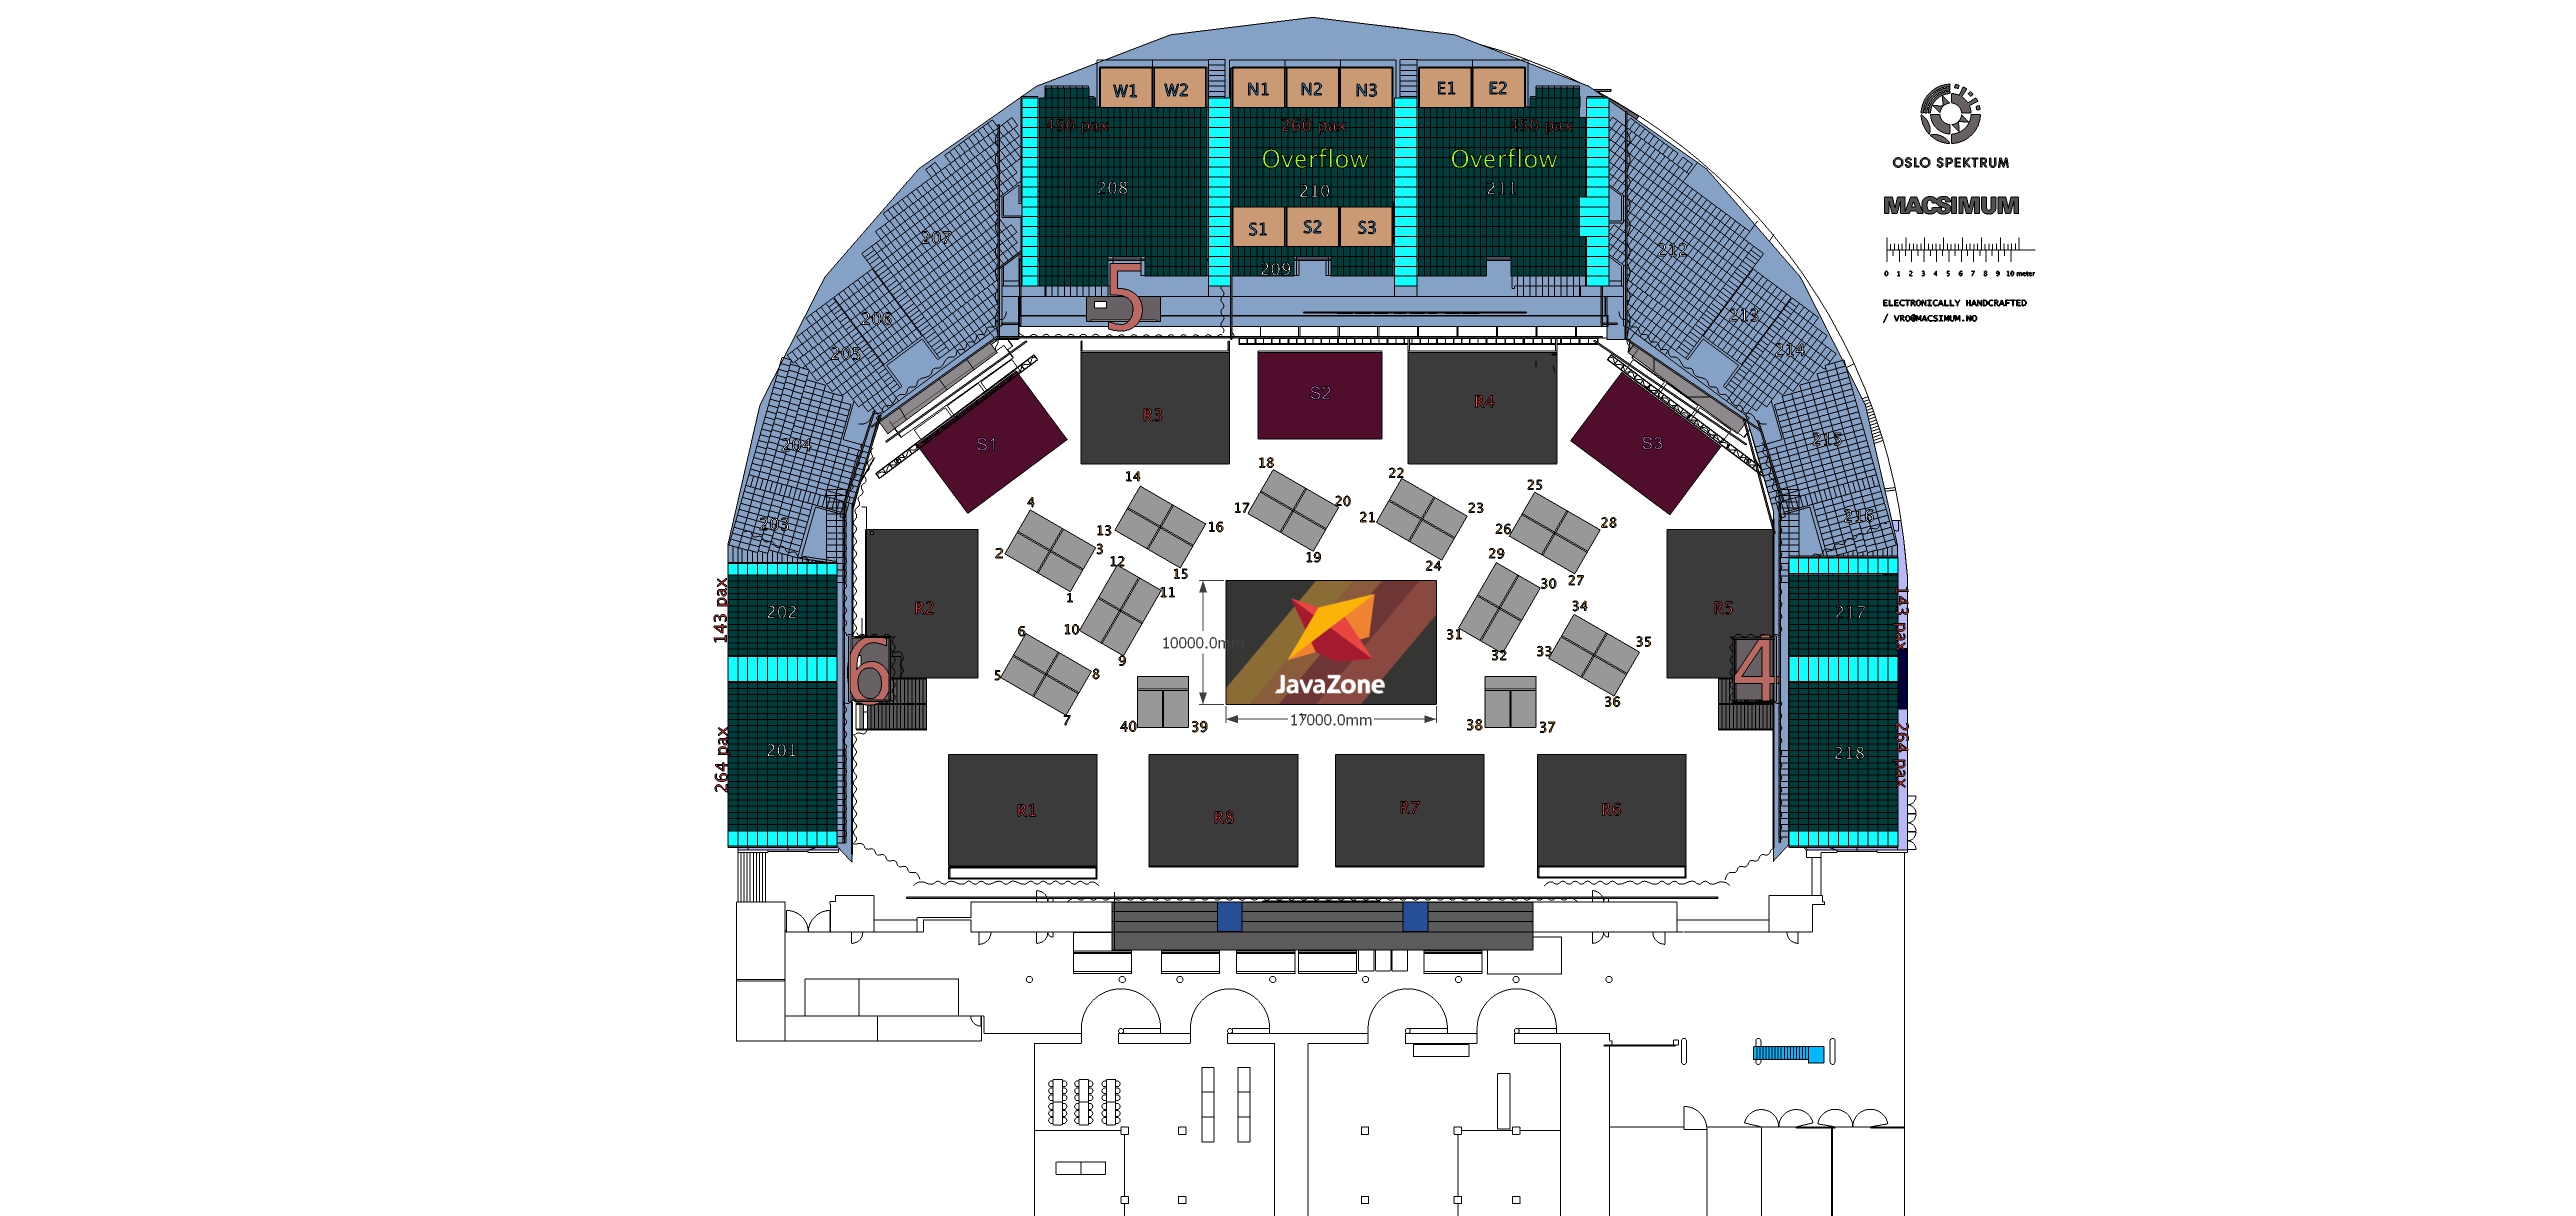 W1 W2 N1 N2 N3 E1 E2
450 pax 260 pax 450 pax
Overflow Overflow
208 210 211
S1 S2 S3
209
5
207 212
206 213
205 214
204 215
203 216
OSLO SPEKTRUM
MACSIMUM
0 1 2 3 4 5 6 7 8 9 10 meter
ELECTRONICALLY HANDCRAFTED
/ VRO@MACSIMUM.NO
S1 R3 S2 R4 S3
14 18 22 25
4 13 16 17 20 21 23 26 28
2 3 12 15 19 24 29 27
1 11 30 34
10 9 31 32 33 35 36
6 5 8 7
R2 R5
202 217
143 pax 143 pax
6 4
201 218
264 pax 264 pax
10000.0mm
JavaZone
17000.0mm
40 39 38 37
R1 R8 R7 R6